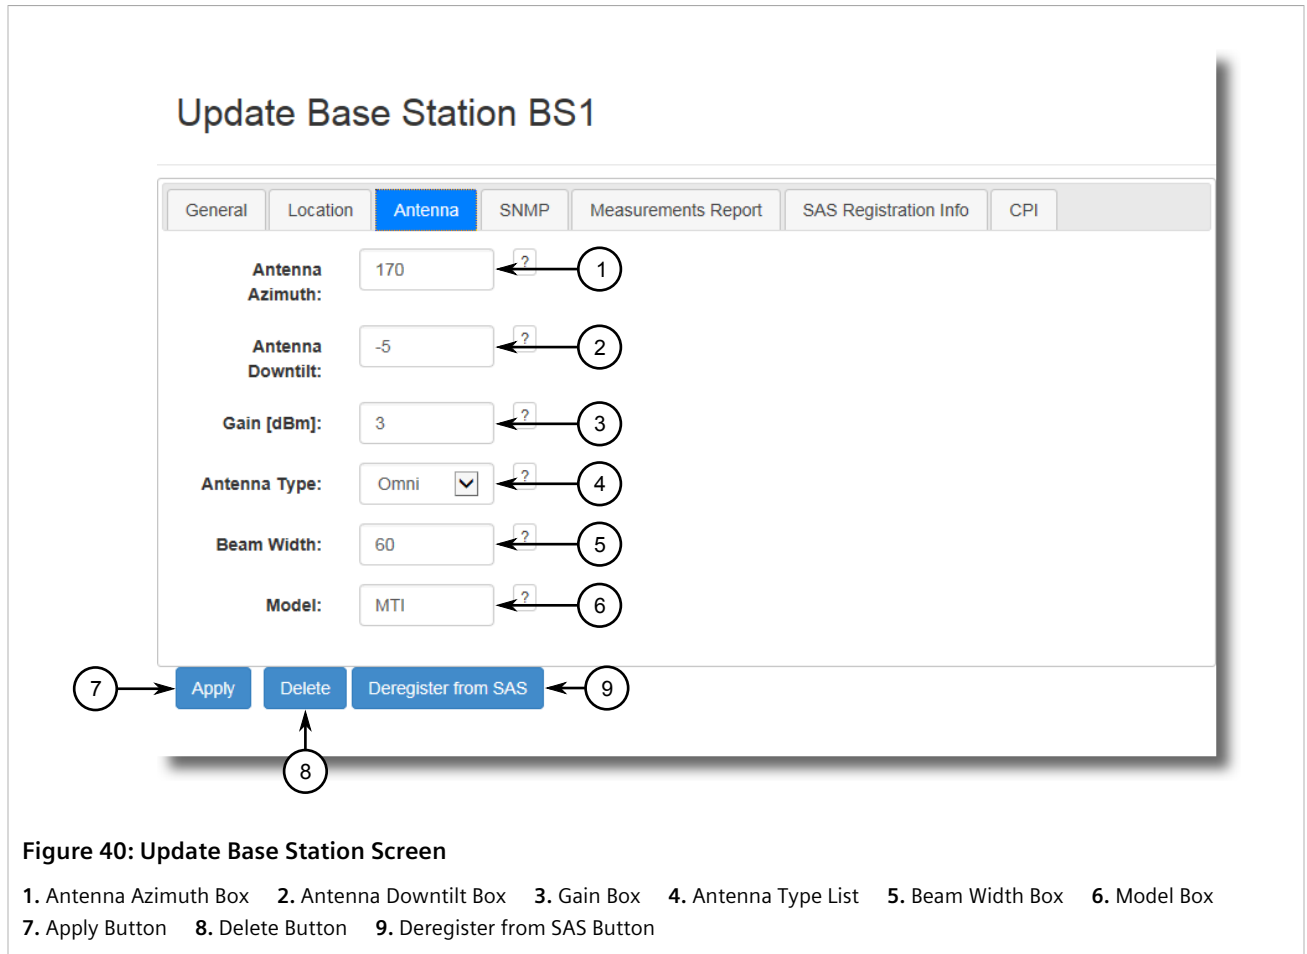 Update Base Station BS1
General Location Antenna SNMP Measurements Report SAS Registration Info CPI
Antenna Azimuth: 170 ? 1
Antenna Downtilt: -5 ? 2
Gain [dBm]: 3 ? 3
Antenna Type: Omni ? 4
Beam Width: 60 ? 5
Model: MTI ? 6
7 Apply Delete Deregister from SAS 9
8
Figure 40: Update Base Station Screen
1. Antenna Azimuth Box 2. Antenna Downtilt Box 3. Gain Box 4. Antenna Type List 5. Beam Width Box 6. Model Box
7. Apply Button 8. Delete Button 9. Deregister from SAS Button